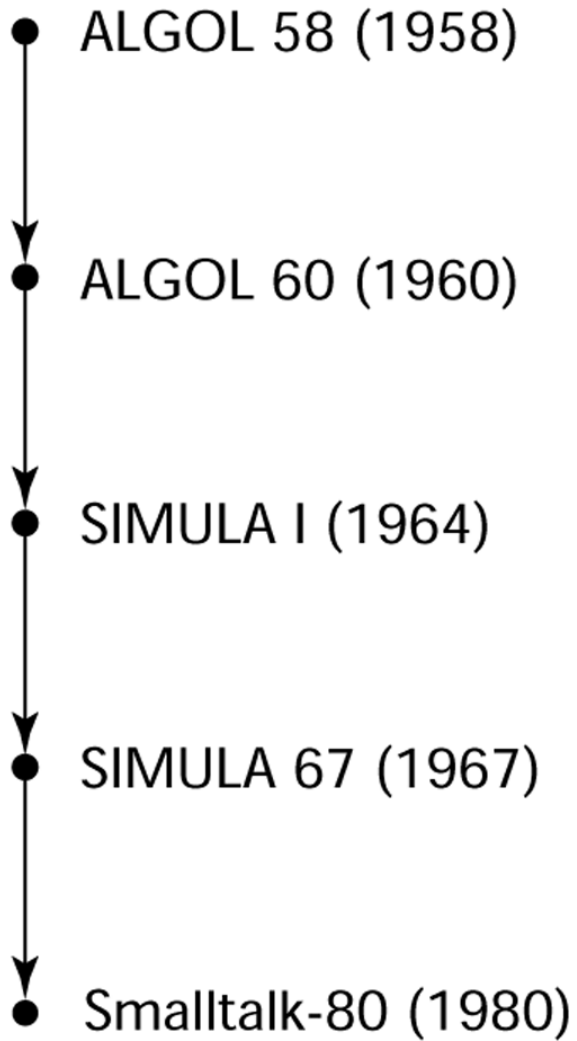 ALGOL 58 (1958)
ALGOL 60 (1960)
SIMULA I (1964)
SIMULA 67 (1967)
Smalltalk-80 (1980)